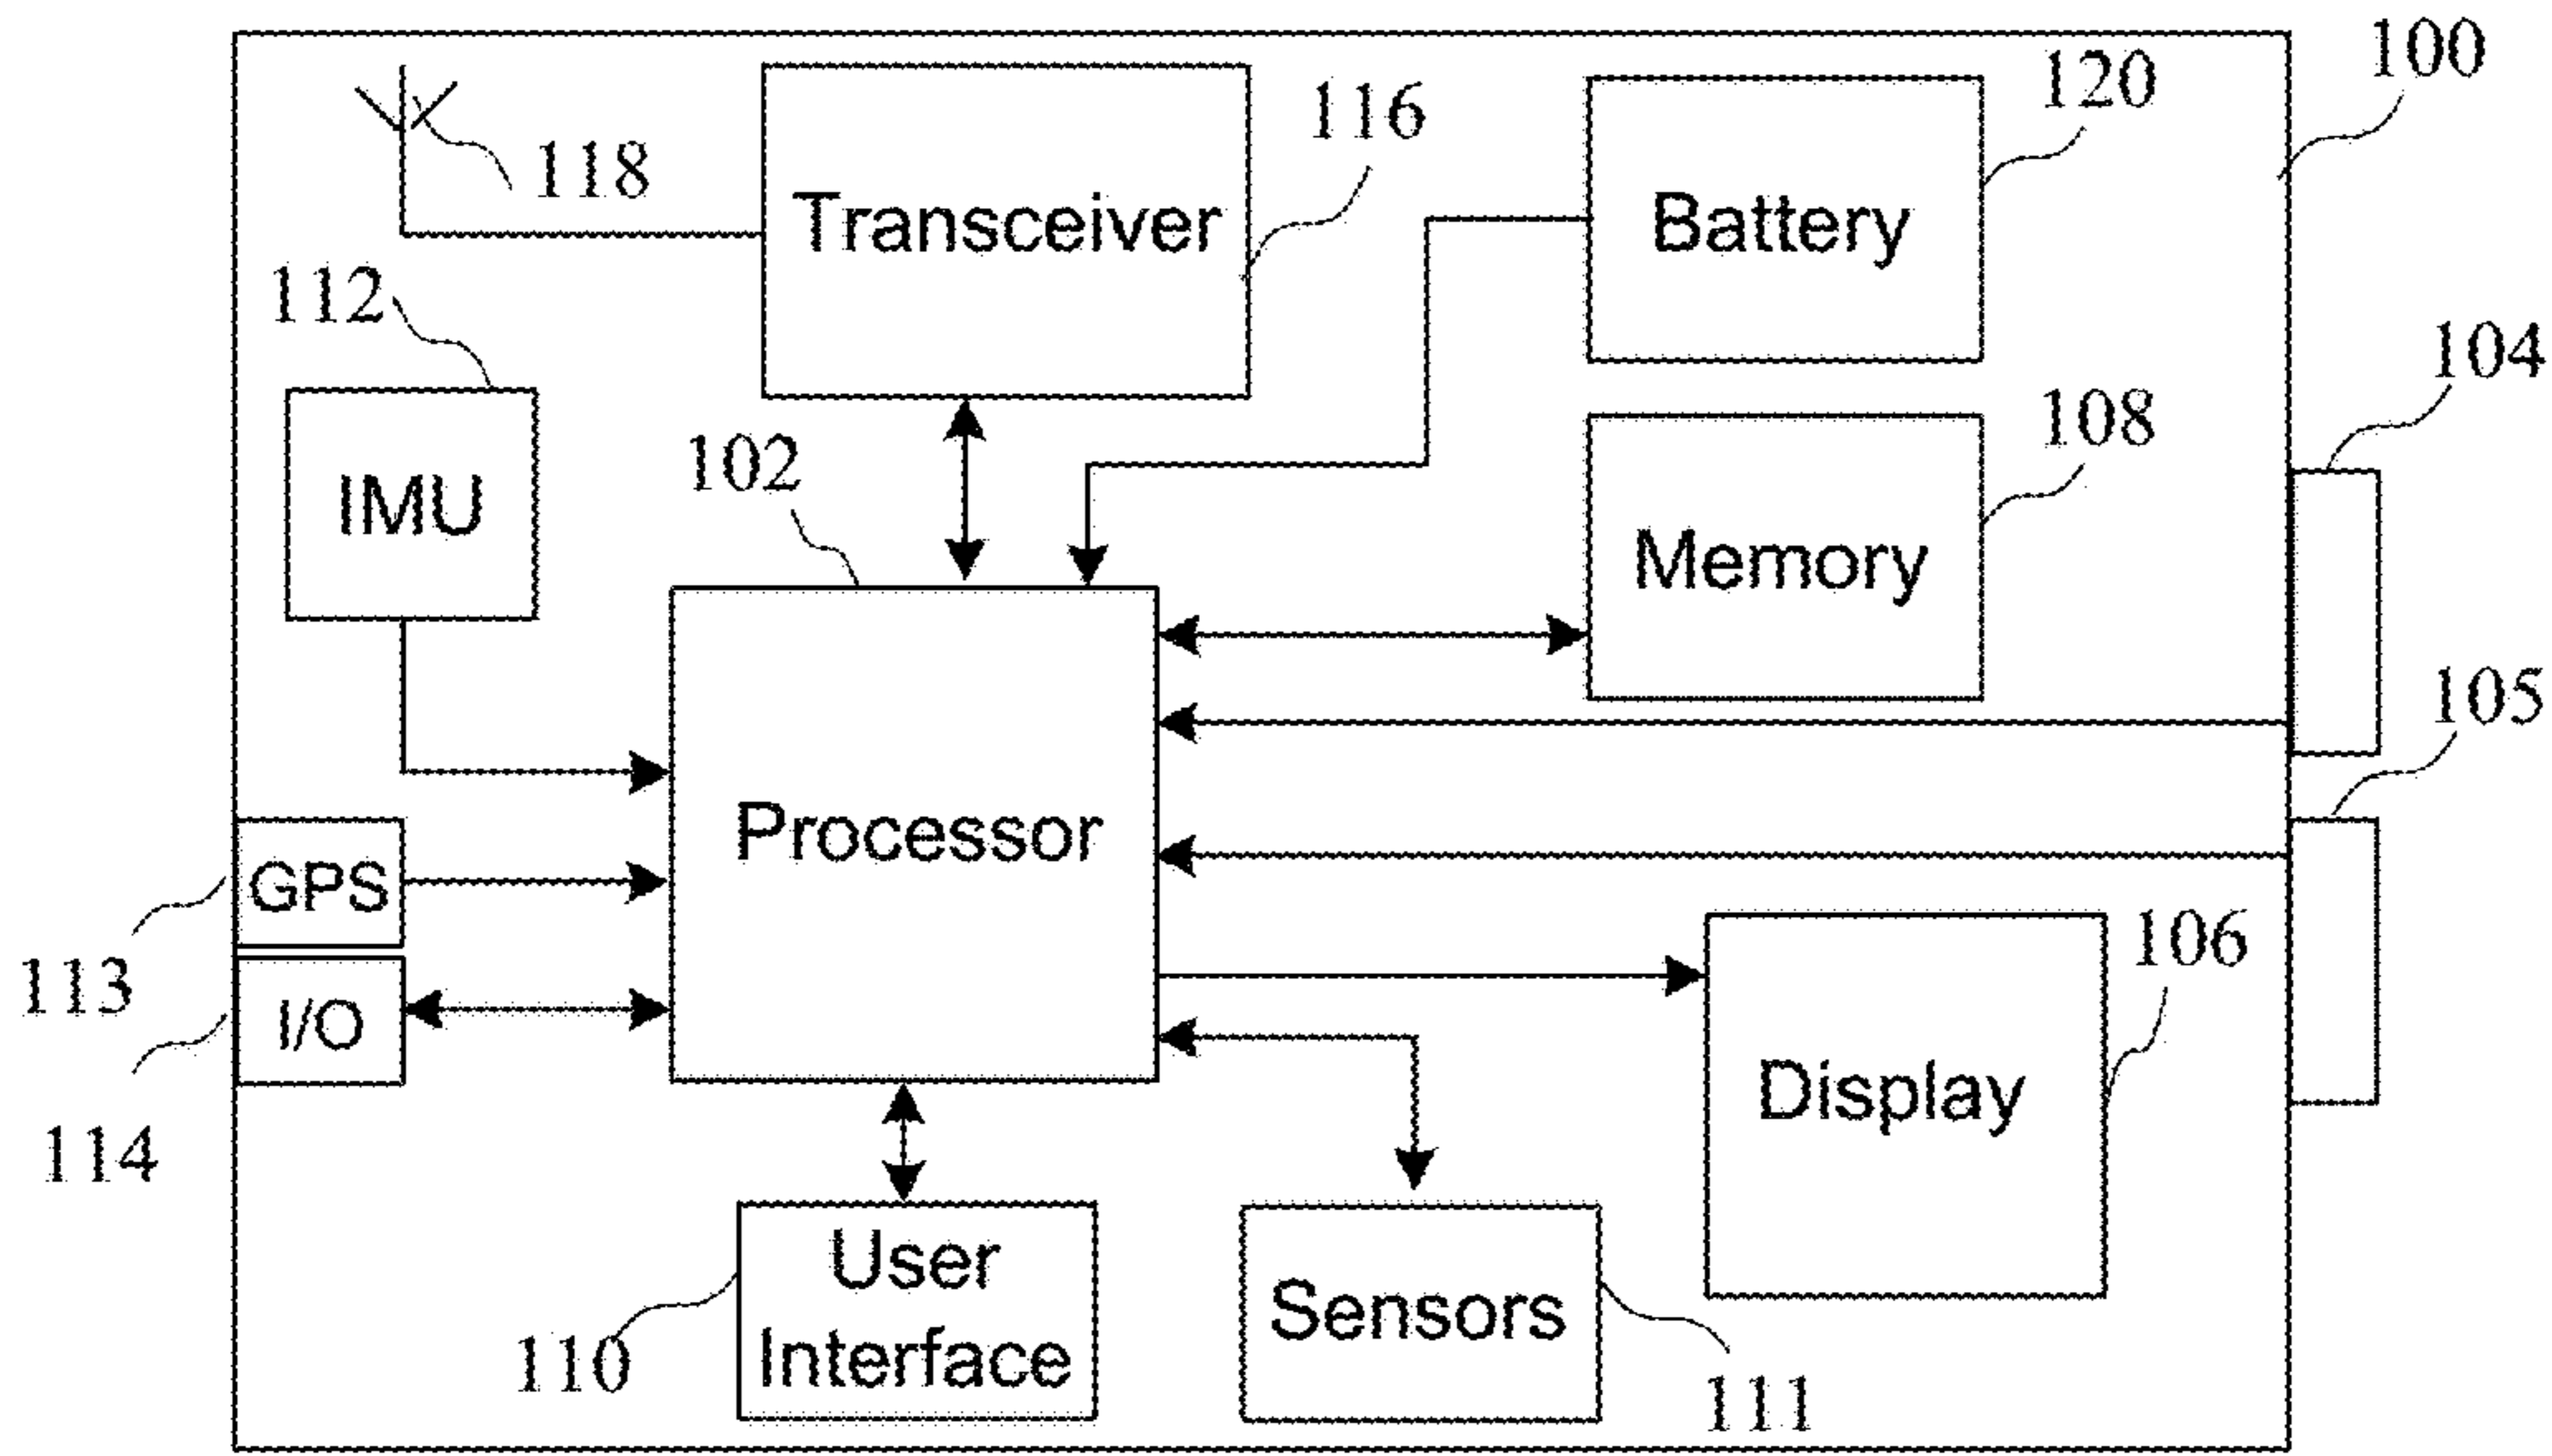 100
120
116
118
Transceiver
Battery
112
104
108
102
IMU
Memory
105
Processor
GPS
106
113
I/O
Display
114
User
Interface
Sensors
110
111